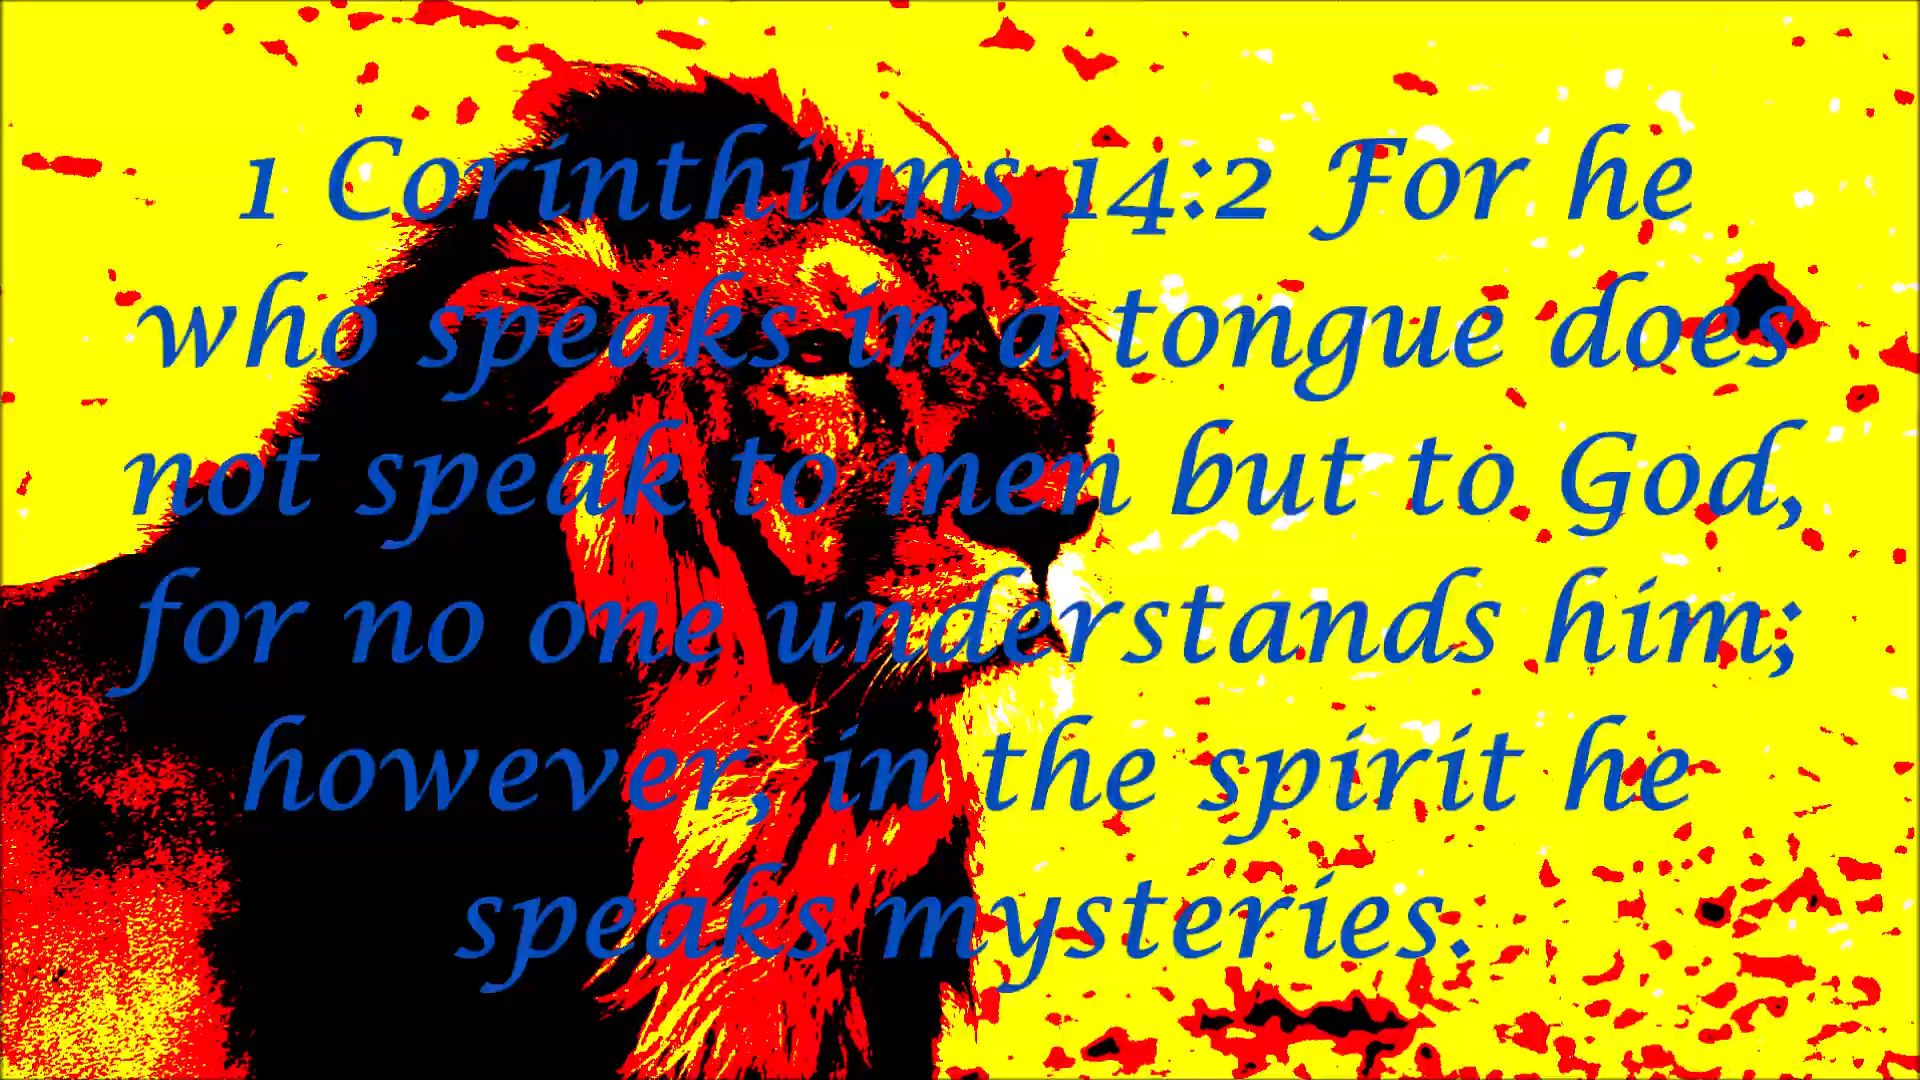 1 Corinthians 14:2 For he
who speaks in a tongue does
not speak to men but to God,
for no one understands him;
however, in the spirit he
speaks mysteries.